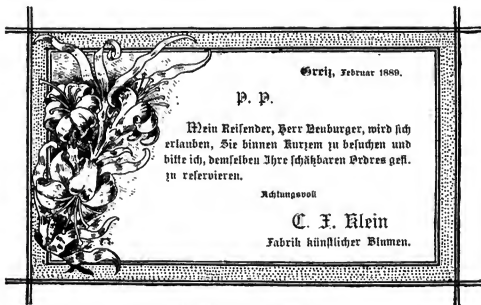 Greiz, Februar 1889.
P. P.
Mein Reisender, Herr Neuburger, wird sich
erlauben, Sie binnen Kurzem zu besuchen und
bitte ich, demselben Ihre schätzbaren Ordres gefl.
zu reservieren.
Achtungsvoll
C. F. Klein
Fabrik künstlicher Blumen.